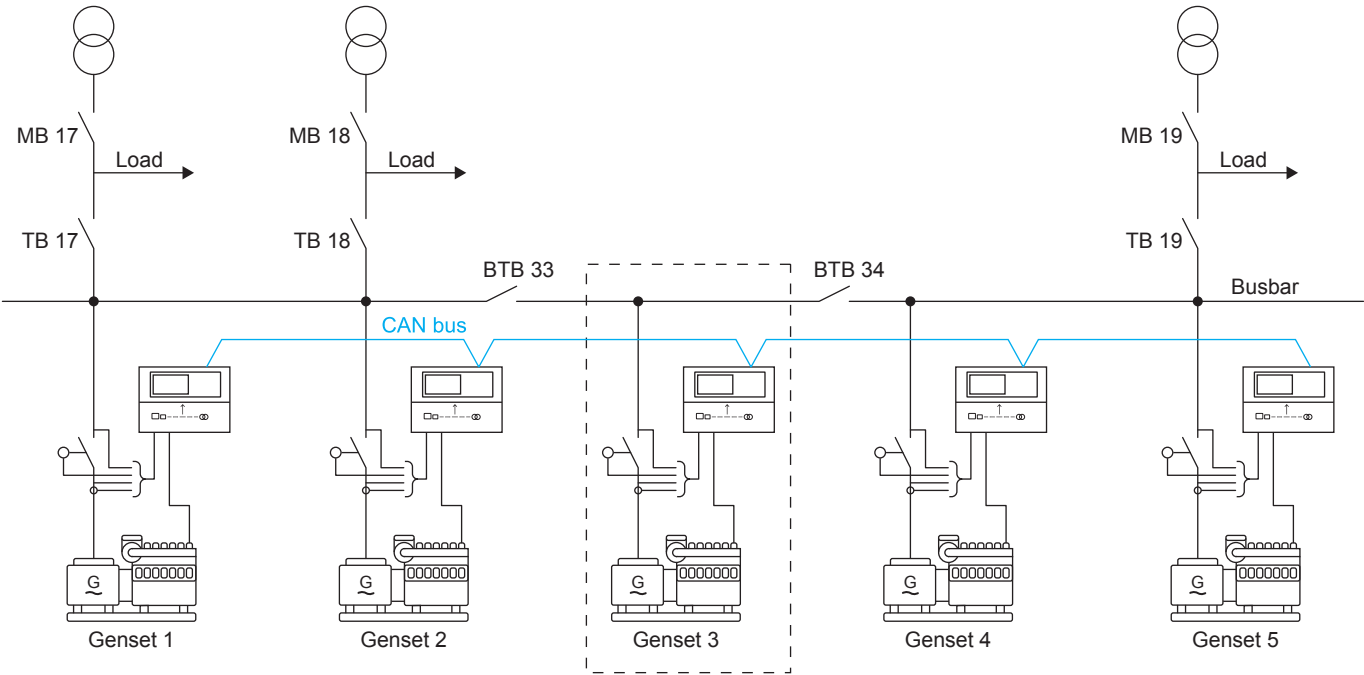 MB 17
MB 18
MB 19
Load
Load
Load
TB 17
TB 18
TB 19
BTB 33
BTB 34
Busbar
CAN bus
G
G
G
G
G
Genset 1
Genset 2
Genset 3
Genset 4
Genset 5